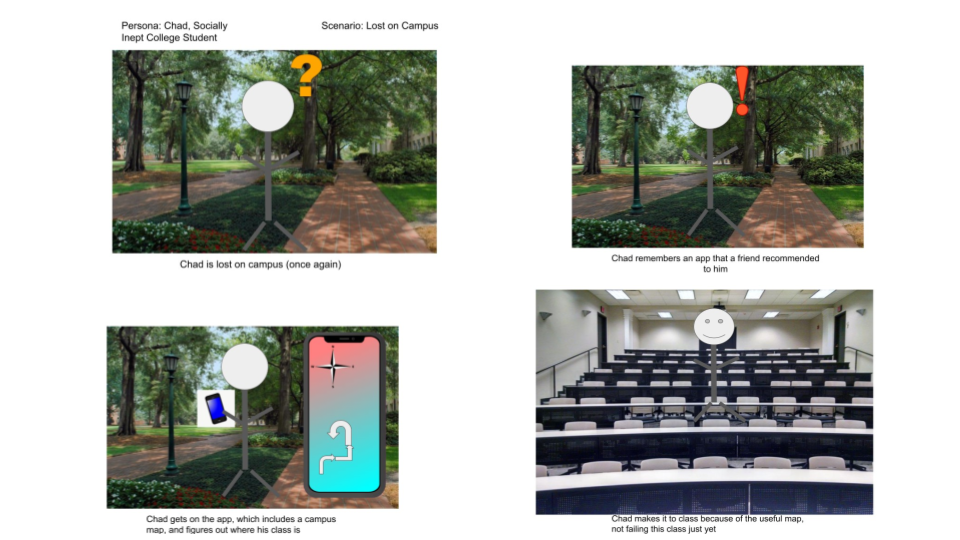 Persona: Chad, Socially
Inept College Student
Scenario: Lost on Campus
?
!
Chad is lost on campus (once again)
Chad remembers an app that a friend recommended
to him
Chad gets on the app, which includes a campus
map, and figures out where his class is
Chad makes it to class because of the useful map,
not failing this class just yet